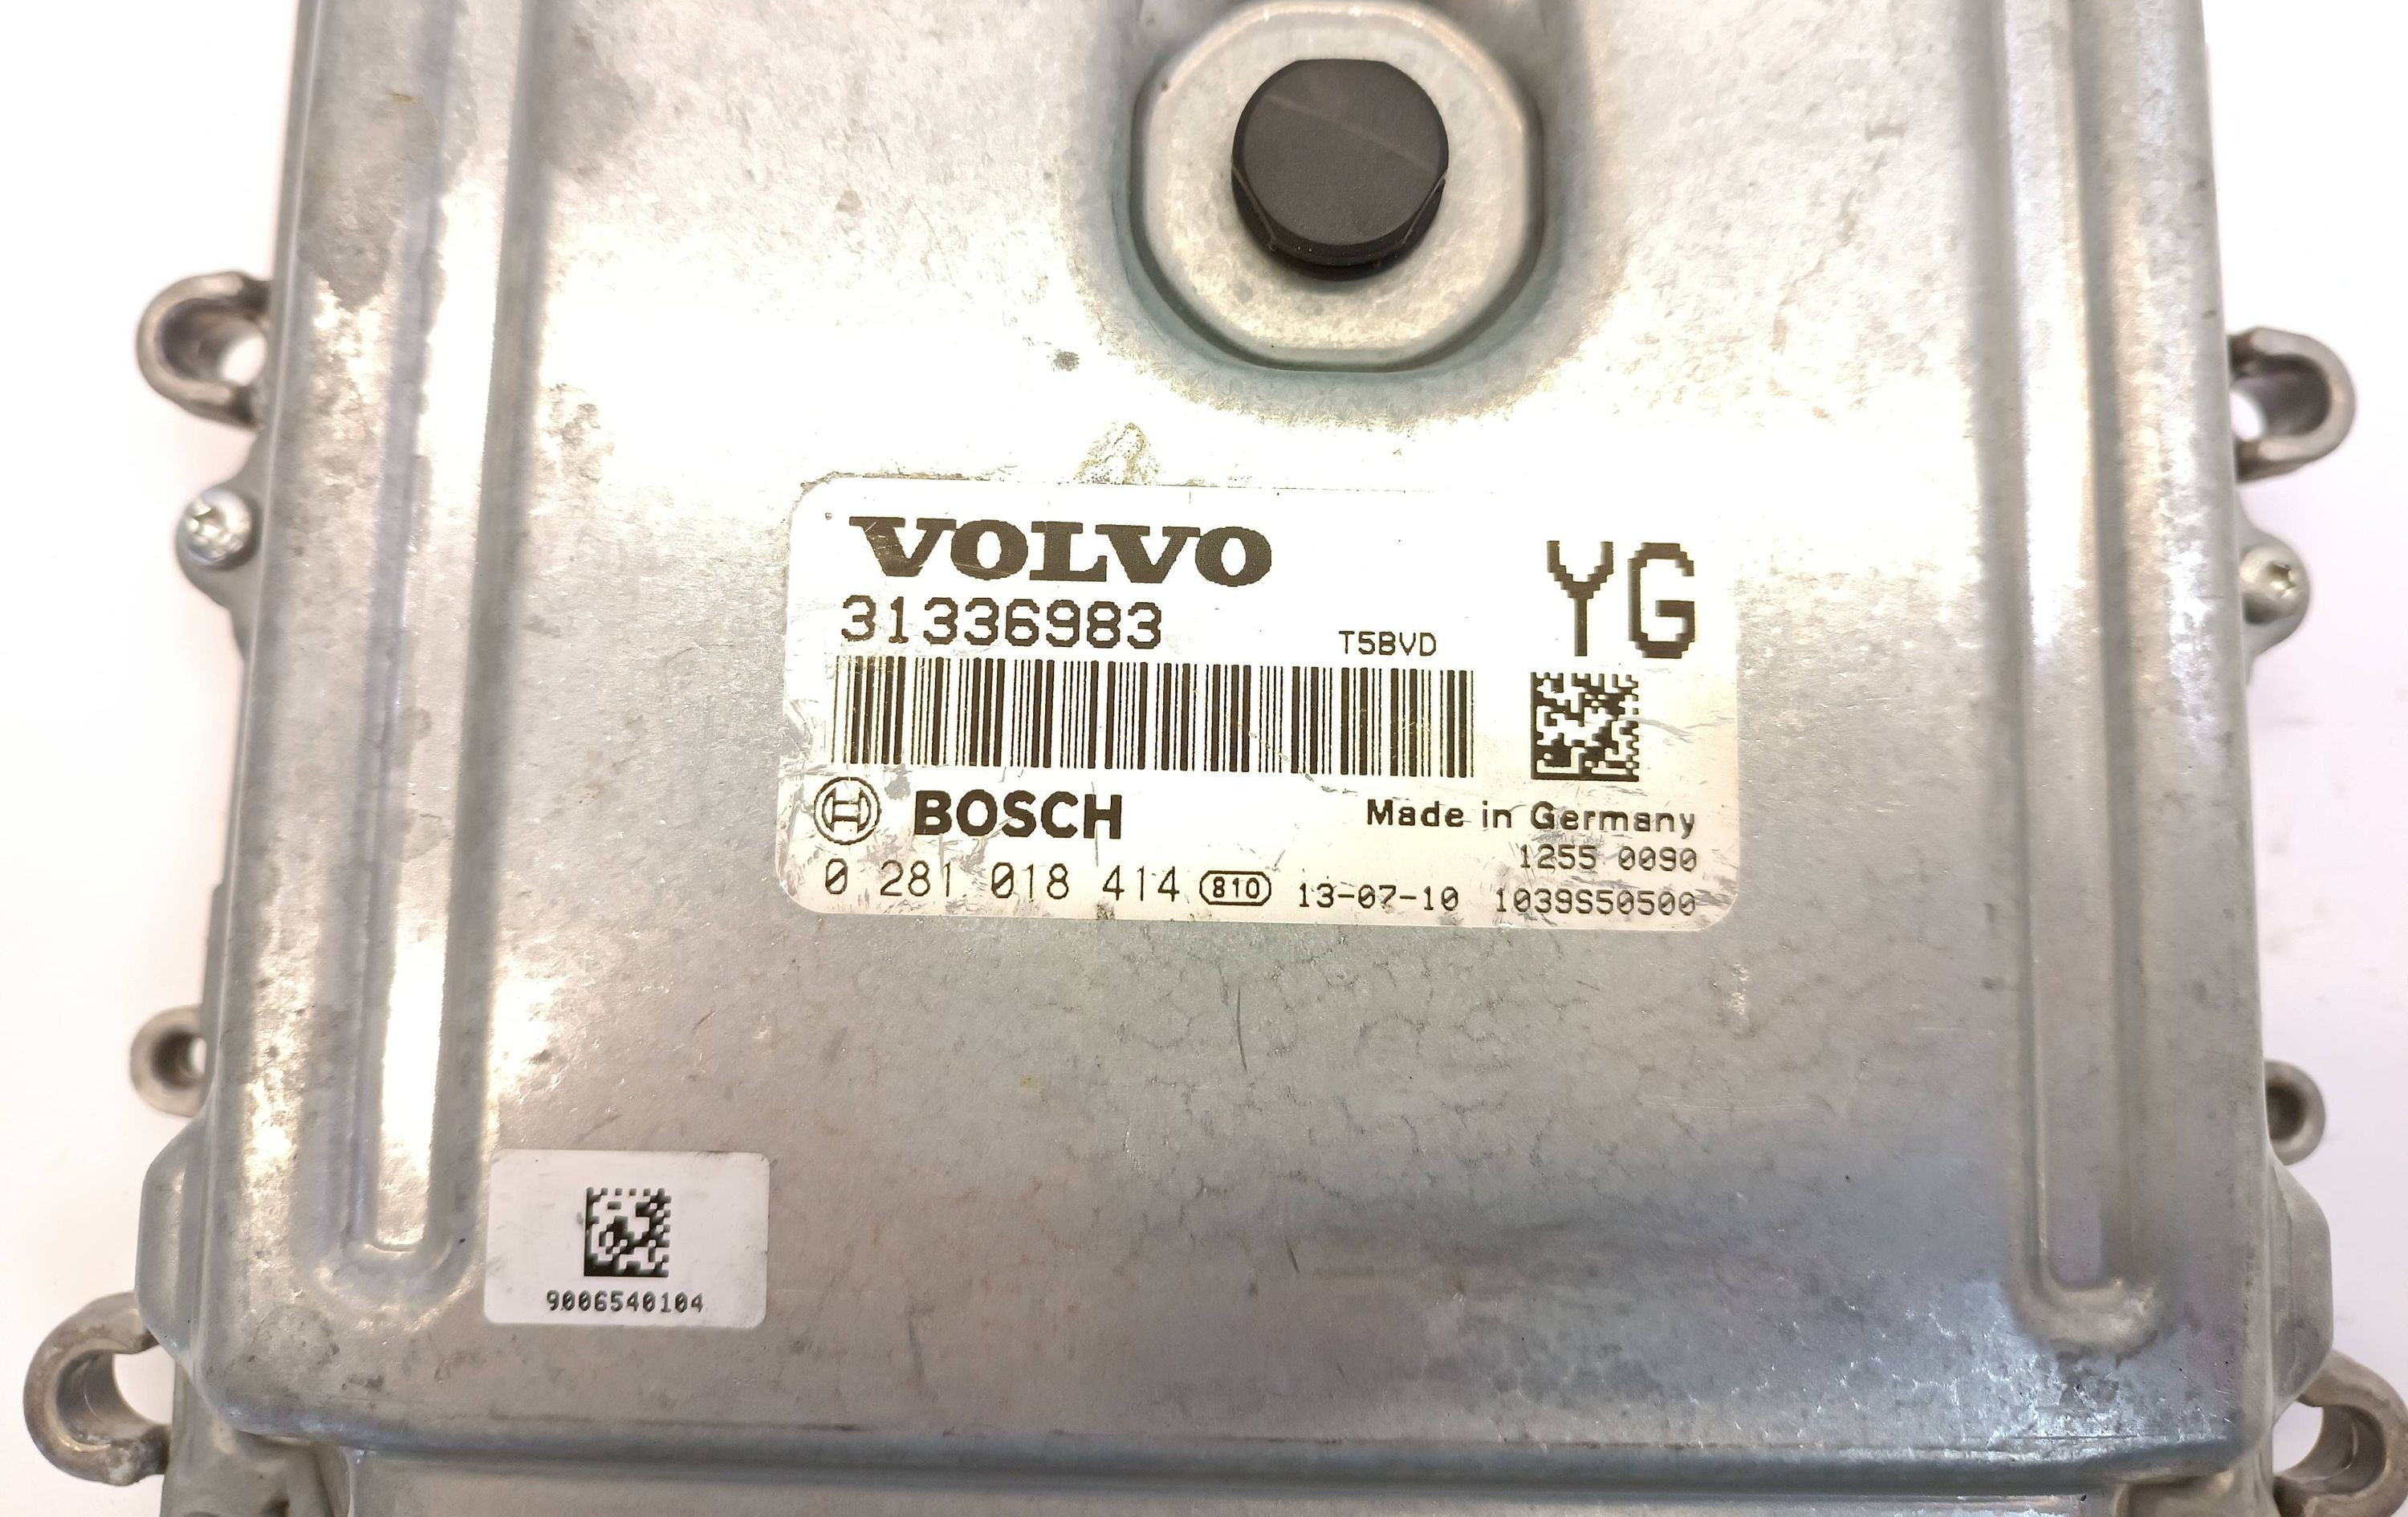 VOLVO
YG
31336983 T5BVD
BOSCH Made in Germany
1255 0090
0 281 018 414 810 13-07-10 1039S50500
9006540104